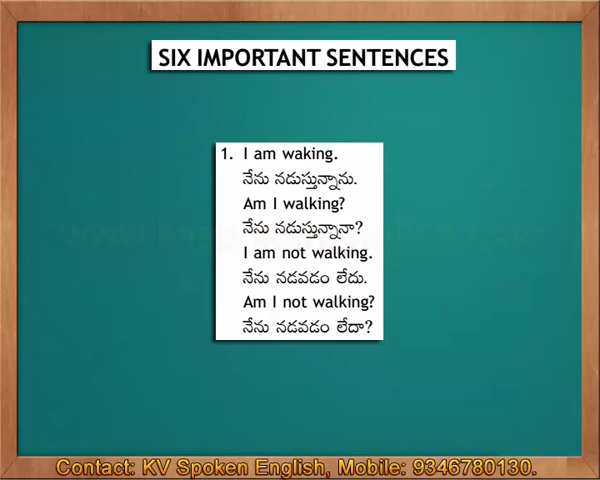 SIX IMPORTANT SENTENCES
1. I am waking.
నేను నడుస్తున్నాను.
Am I walking?
నేను నడుస్తున్నానా?
I am not walking.
నేను నడవడం లేదు.
Am I not walking?
నేను నడవడం లేదా?
Contact: KV Spoken English, Mobile: 9346780130.